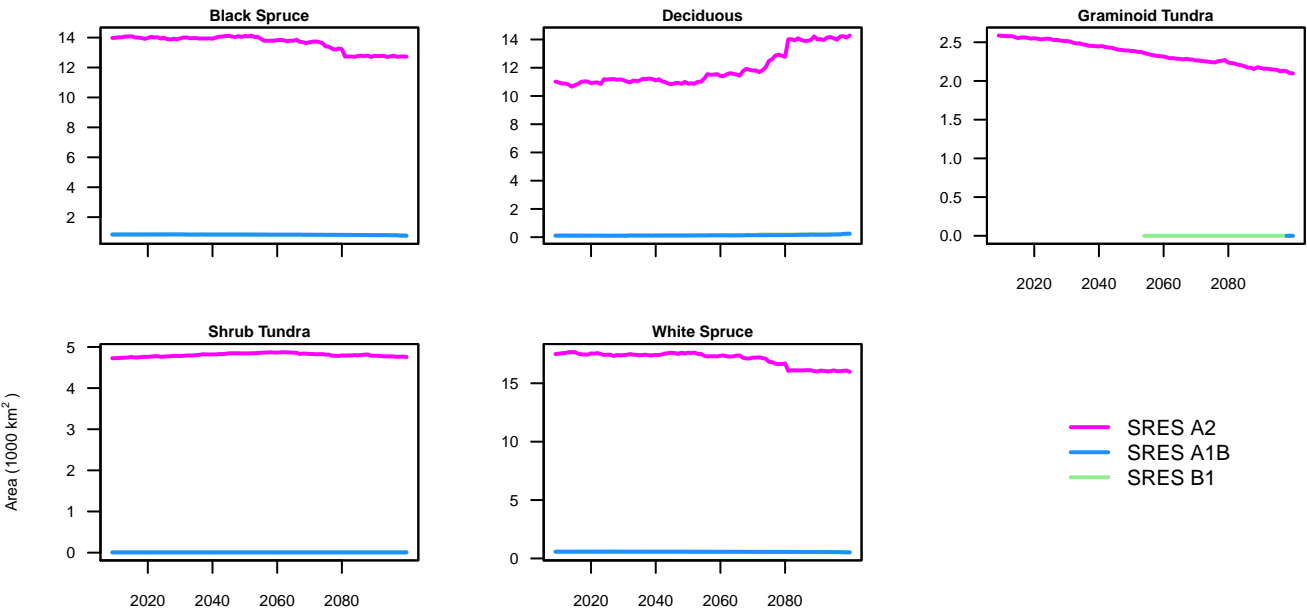 Black Spruce
14
12
10
8
6
4
2
Deciduous
14
12
10
8
6
4
2
0
Graminoid Tundra
2.5
2.0
1.5
1.0
0.5
0.0
2020 2040 2060 2080
Shrub Tundra
5
4
3
2
1
0
2020 2040 2060 2080
White Spruce
15
10
5
0
2020 2040 2060 2080
Area (1000 km²)
SRES A2
SRES A1B
SRES B1